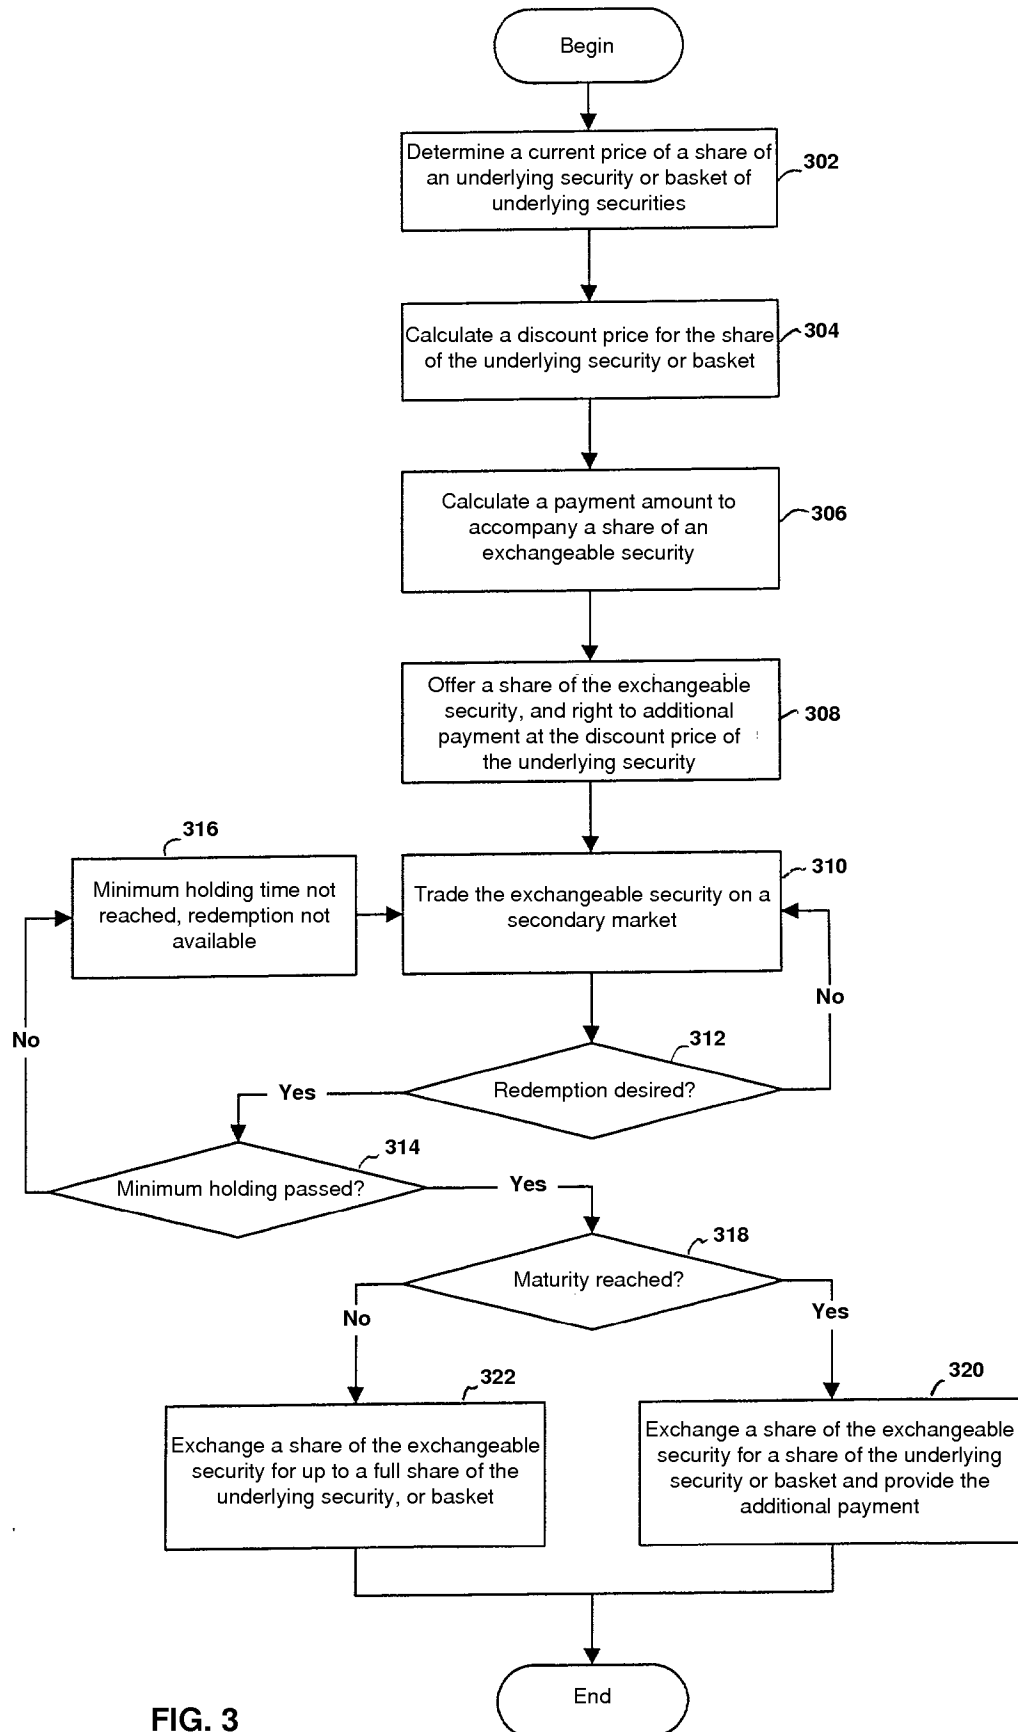 Begin
Determine a current price of a share of
an underlying security or basket of
underlying securities
302
Calculate a discount price for the share
of the underlying security or basket
304
Calculate a payment amount to
accompany a share of an
exchangeable security
306
Offer a share of the exchangeable
security, and right to additional
payment at the discount price of
the underlying security
308
316
Minimum holding time not
reached, redemption not
available
Trade the exchangeable security on a
secondary market
310
No
No
312
Redemption desired?
Yes
314
Minimum holding passed?
Yes
318
Maturity reached?
No
Yes
322
Exchange a share of the exchangeable
security for up to a full share of the
underlying security, or basket
320
Exchange a share of the exchangeable
security for a share of the underlying
security or basket and provide the
additional payment
End
FIG. 3